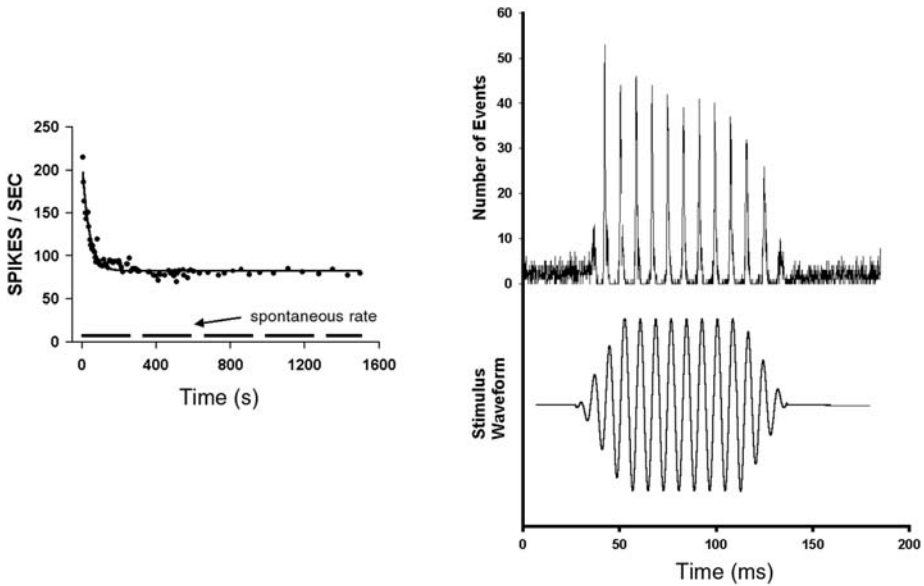 250
200
150
100
50
0
SPIKES / SEC
spontaneous rate
0 400 800 1200 1600
Time (s)
60
50
40
30
20
10
0
Number of Events
Stimulus
Waveform
0 50 100 150 200
Time (ms)